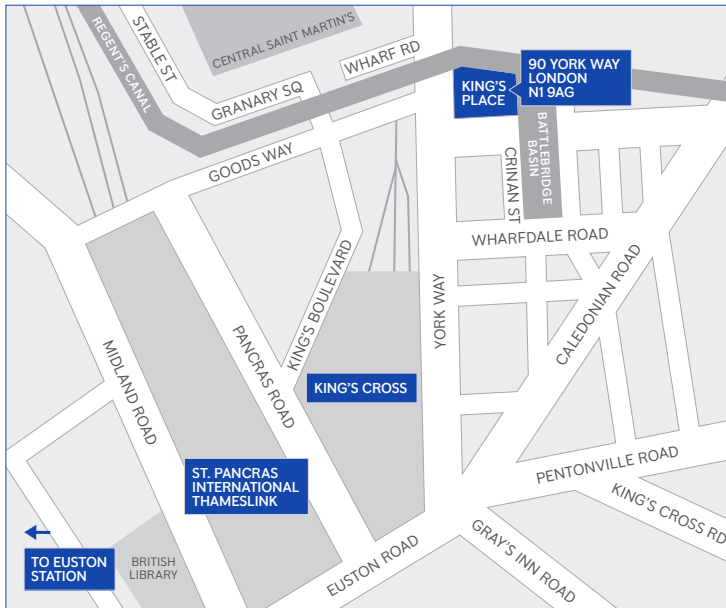 REGENT'S CANAL
STABLE ST
CENTRAL SAINT MARTIN'S
WHARF RD
GRANARY SQ
GOODS WAY
KING'S
PLACE
90 YORK WAY
LONDON
N1 9AG
BATTLEBRIDGE
BASIN
CRINAN ST
WHARFDALE ROAD
CALEDONIAN ROAD
YORK WAY
KING'S BOULEVARD
PANCRAS ROAD
MIDLAND ROAD
KING'S CROSS
ST. PANCRAS
INTERNATIONAL
THAMESLINK
PENTONVILLE ROAD
KING'S CROSS RD
GRAY'S INN ROAD
EUSTON ROAD
BRITISH
LIBRARY
TO EUSTON
STATION